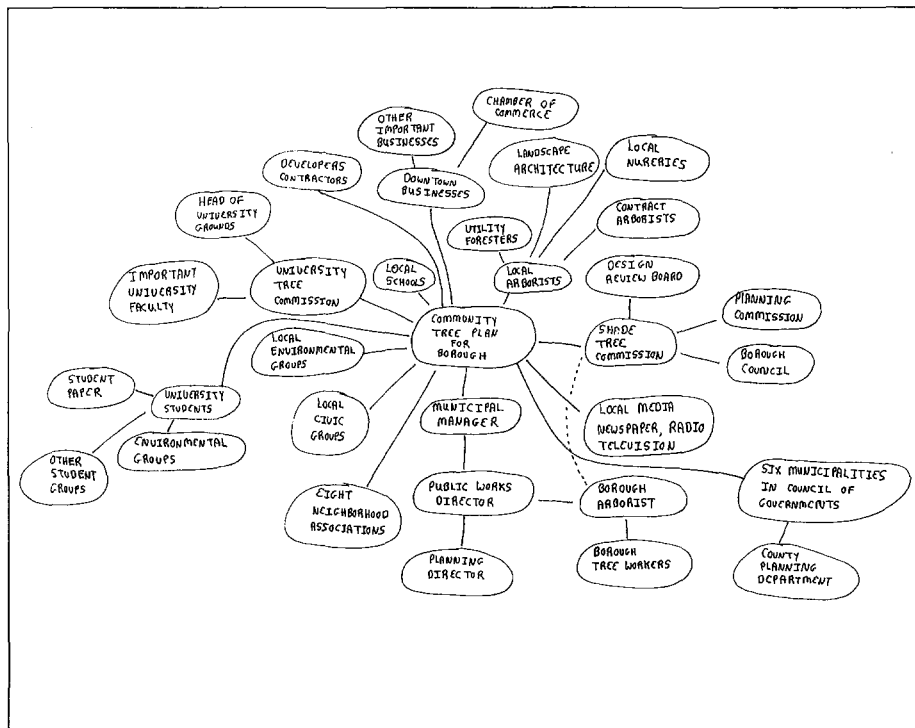 CHAMBER OF
COMMERCE
OTHER
IMPORTANT
BUSINESSES
LANDSCAPE
ARCHITECTURE
LOCAL
NURERIES
DEVELOPERS
CONTRACTORS
DOWNTOWN
BUSINESSES
HEAD OF
UNIVERSITY
GROUNDS
UTILITY
FORESTERS
CONTRACT
ARBORISTS
IMPORTANT
UNIVERSITY
FACULTY
UNIVERSITY
TREE
COMMISSION
LOCAL
SCHOOLS
LOCAL
ARBORISTS
DESIGN
REVIEW BOARD
PLANNING
COMMISSION
COMMUNITY
TREE PLAN
FOR
BOROUGH
SHADE
TREE
COMMISSION
LOCAL
ENVIRONMENTAL
GROUPS
BOROUGH
COUNCIL
STUDENT
PAPER
UNIVERSITY
STUDENTS
LOCAL
CIVIC
GROUPS
MUNICIPAL
MANAGER
LOCAL MEDIA
NEWSPAPER, RADIO
TELEVISION
ENVIRONMENTAL
GROUPS
OTHER
STUDENT
GROUPS
EIGHT
NEIGHBORHOOD
ASSOCIATIONS
PUBLIC WORKS
DIRECTOR
BOROUGH
ARBORIST
SIX MUNICIPALITIES
IN COUNCIL OF
GOVERNMENTS
PLANNING
DIRECTOR
BOROUGH
TREE WORKERS
COUNTY
PLANNING
DEPARTMENT